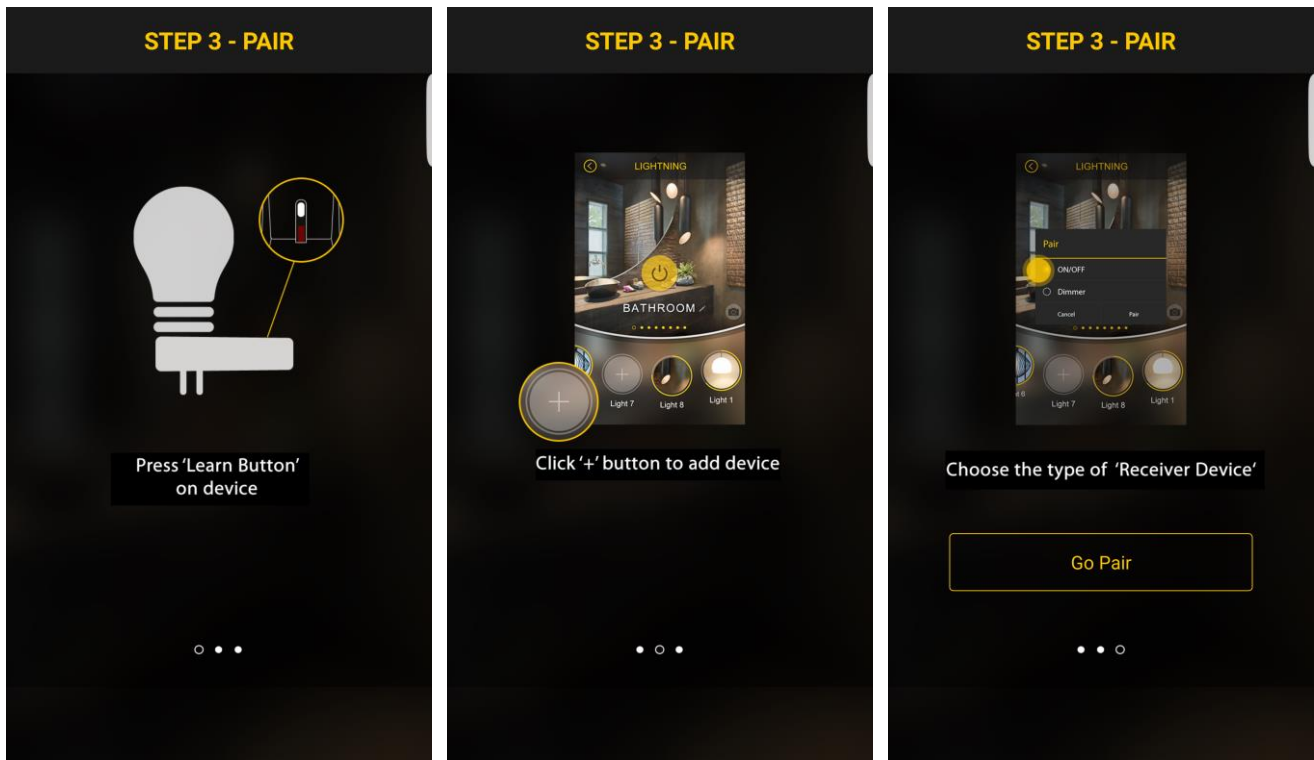 STEP 3 - PAIR
Press 'Learn Button'
on device
STEP 3 - PAIR
LIGHTNING
BATHROOM
Light 7
Light 8
Light 1
Click '+' button to add device
STEP 3 - PAIR
LIGHTNING
Pair
ON/OFF
Dimmer
Cancel
Pair
Light 7
Light 8
Light 1
Choose the type of 'Receiver Device'
Go Pair